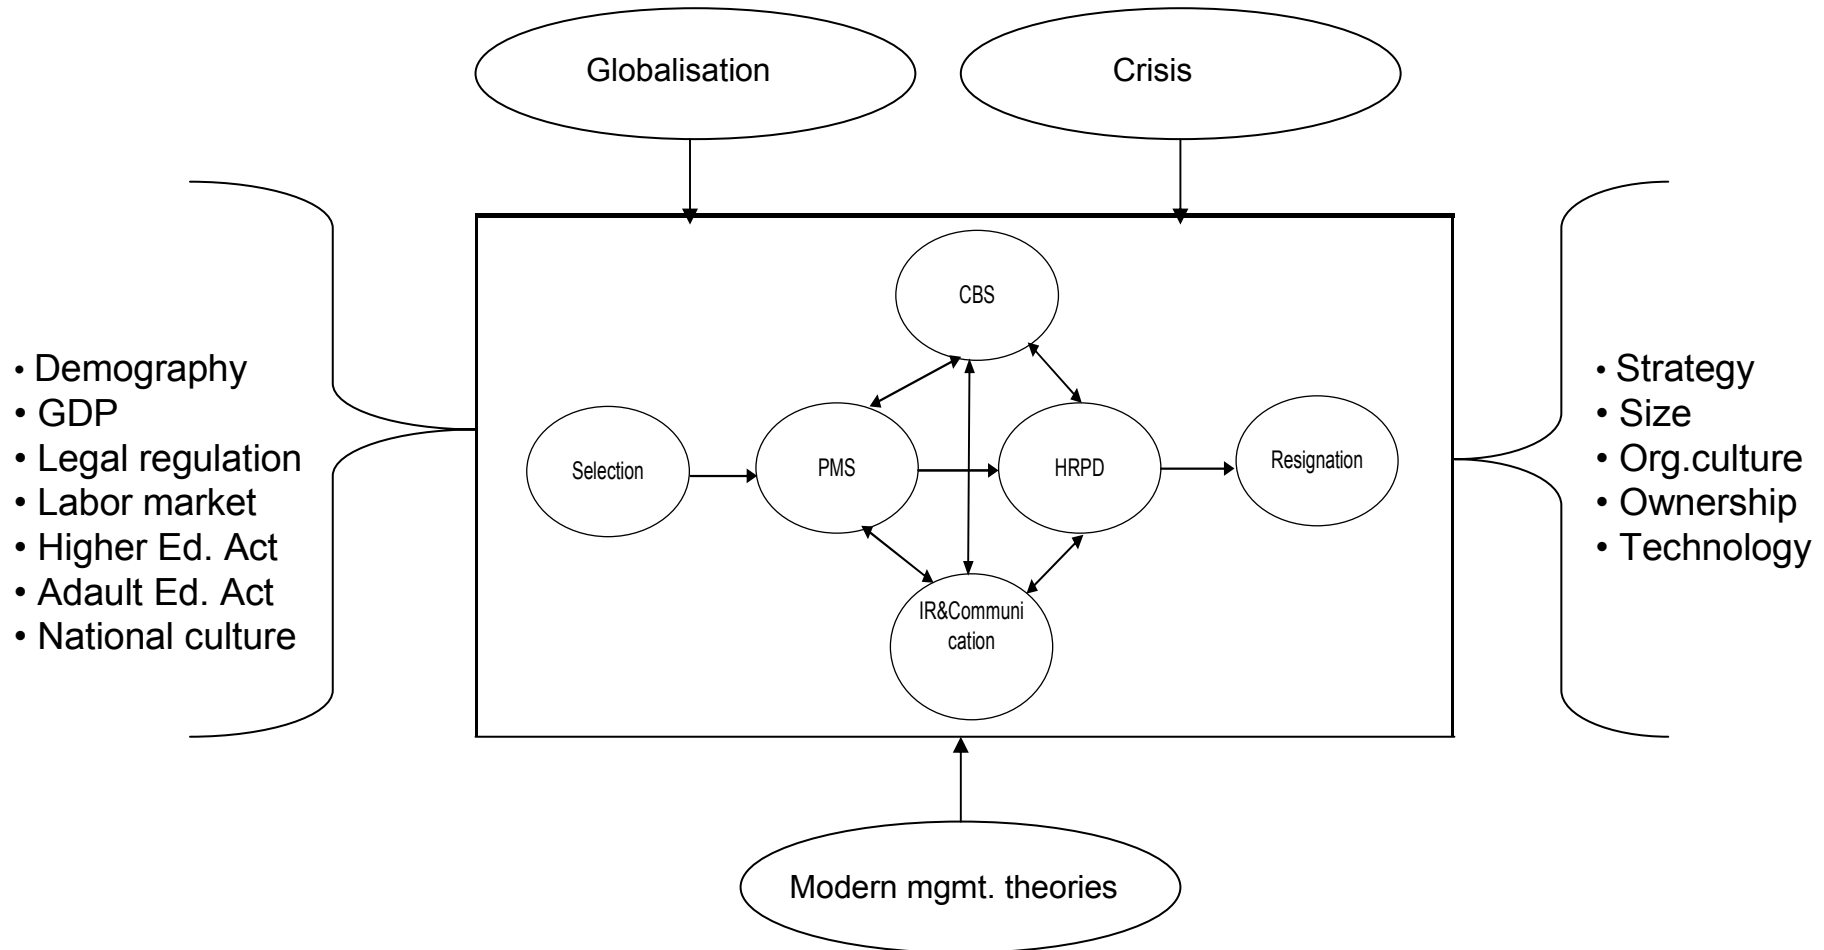 Globalisation
Crisis
• Demography
• GDP
• Legal regulation
• Labor market
• Higher Ed. Act
• Adault Ed. Act
• National culture
CBS
Selection
PMS
HRPD
Resignation
IR&Communi
cation
• Strategy
• Size
• Org.culture
• Ownership
• Technology
Modern mgmt. theories